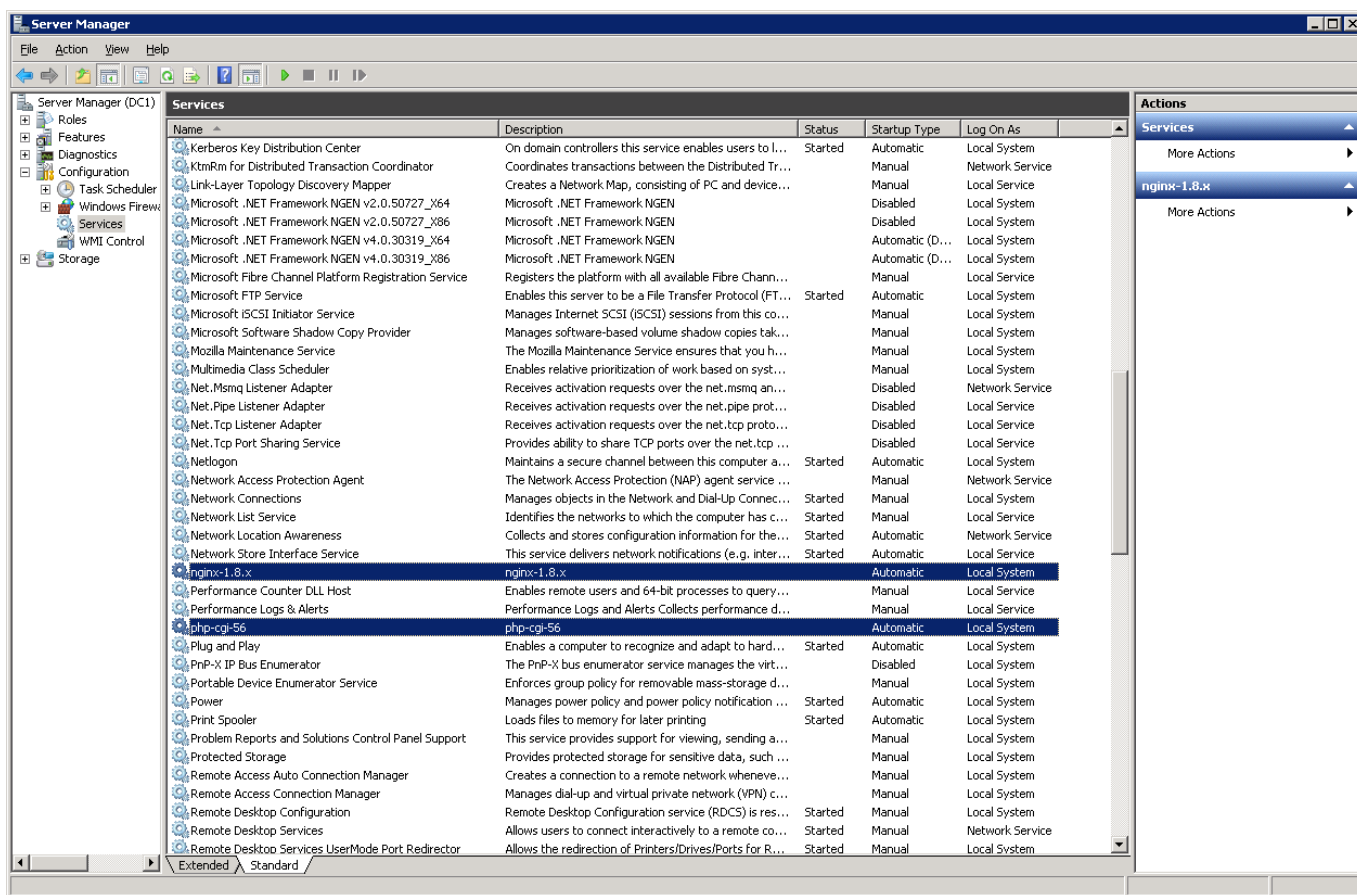 Server Manager
File Action View Help
Server Manager (DC1)
Roles
Features
Diagnostics
Configuration
Task Scheduler
Windows Firewa
Services
WMI Control
Storage
Services
Name Description Status Startup Type Log On As
Kerberos Key Distribution Center On domain controllers this service enables users to l... Started Automatic Local System
KtmRm for Distributed Transaction Coordinator Coordinates transactions between the Distributed Tr... Manual Network Service
Link-Layer Topology Discovery Mapper Creates a Network Map, consisting of PC and device... Manual Local Service
Microsoft .NET Framework NGEN v2.0.50727_X64 Microsoft .NET Framework NGEN Disabled Local System
Microsoft .NET Framework NGEN v2.0.50727_X86 Microsoft .NET Framework NGEN Disabled Local System
Microsoft .NET Framework NGEN v4.0.30319_X64 Microsoft .NET Framework NGEN Automatic (D... Local System
Microsoft .NET Framework NGEN v4.0.30319_X86 Microsoft .NET Framework NGEN Automatic (D... Local System
Microsoft Fibre Channel Platform Registration Service Registers the platform with all available Fibre Chann... Manual Local Service
Microsoft FTP Service Enables this server to be a File Transfer Protocol (FT... Started Automatic Local System
Microsoft iSCSI Initiator Service Manages Internet SCSI (iSCSI) sessions from this co... Manual Local System
Microsoft Software Shadow Copy Provider Manages software-based volume shadow copies tak... Manual Local System
Mozilla Maintenance Service The Mozilla Maintenance Service ensures that you h... Manual Local System
Multimedia Class Scheduler Enables relative prioritization of work based on syst... Manual Local System
Net.Msmq Listener Adapter Receives activation requests over the net.msmq an... Disabled Network Service
Net.Pipe Listener Adapter Receives activation requests over the net.pipe prot... Disabled Local Service
Net.Tcp Listener Adapter Receives activation requests over the net.tcp proto... Disabled Local Service
Net.Tcp Port Sharing Service Provides ability to share TCP ports over the net.tcp ... Disabled Local Service
Netlogon Maintains a secure channel between this computer a... Started Automatic Local System
Network Access Protection Agent The Network Access Protection (NAP) agent service ... Manual Network Service
Network Connections Manages objects in the Network and Dial-Up Connec... Started Manual Local System
Network List Service Identifies the networks to which the computer has c... Started Manual Local Service
Network Location Awareness Collects and stores configuration information for the... Started Automatic Network Service
Network Store Interface Service This service delivers network notifications (e.g. inter... Started Automatic Local Service
nginx-1.8.x nginx-1.8.x Automatic Local System
Performance Counter DLL Host Enables remote users and 64-bit processes to query... Manual Local Service
Performance Logs & Alerts Performance Logs and Alerts Collects performance d... Manual Local Service
php-cgi-56 php-cgi-56 Automatic Local System
Plug and Play Enables a computer to recognize and adapt to hard... Started Automatic Local System
PnP-X IP Bus Enumerator The PnP-X bus enumerator service manages the virt... Disabled Local System
Portable Device Enumerator Service Enforces group policy for removable mass-storage d... Manual Local System
Power Manages power policy and power policy notification ... Started Automatic Local System
Print Spooler Loads files to memory for later printing Started Automatic Local System
Problem Reports and Solutions Control Panel Support This service provides support for viewing, sending a... Manual Local System
Protected Storage Provides protected storage for sensitive data, such ... Manual Local System
Remote Access Auto Connection Manager Creates a connection to a remote network wheneve... Manual Local System
Remote Access Connection Manager Manages dial-up and virtual private network (VPN) c... Manual Local System
Remote Desktop Configuration Remote Desktop Configuration service (RDCS) is res... Started Manual Local System
Remote Desktop Services Allows users to connect interactively to a remote co... Started Manual Network Service
Remote Desktop Services UserMode Port Redirector Allows the redirection of Printers/Drives/Ports for R... Started Manual Local System
Extended Standard
Actions
Services
More Actions
nginx-1.8.x
More Actions